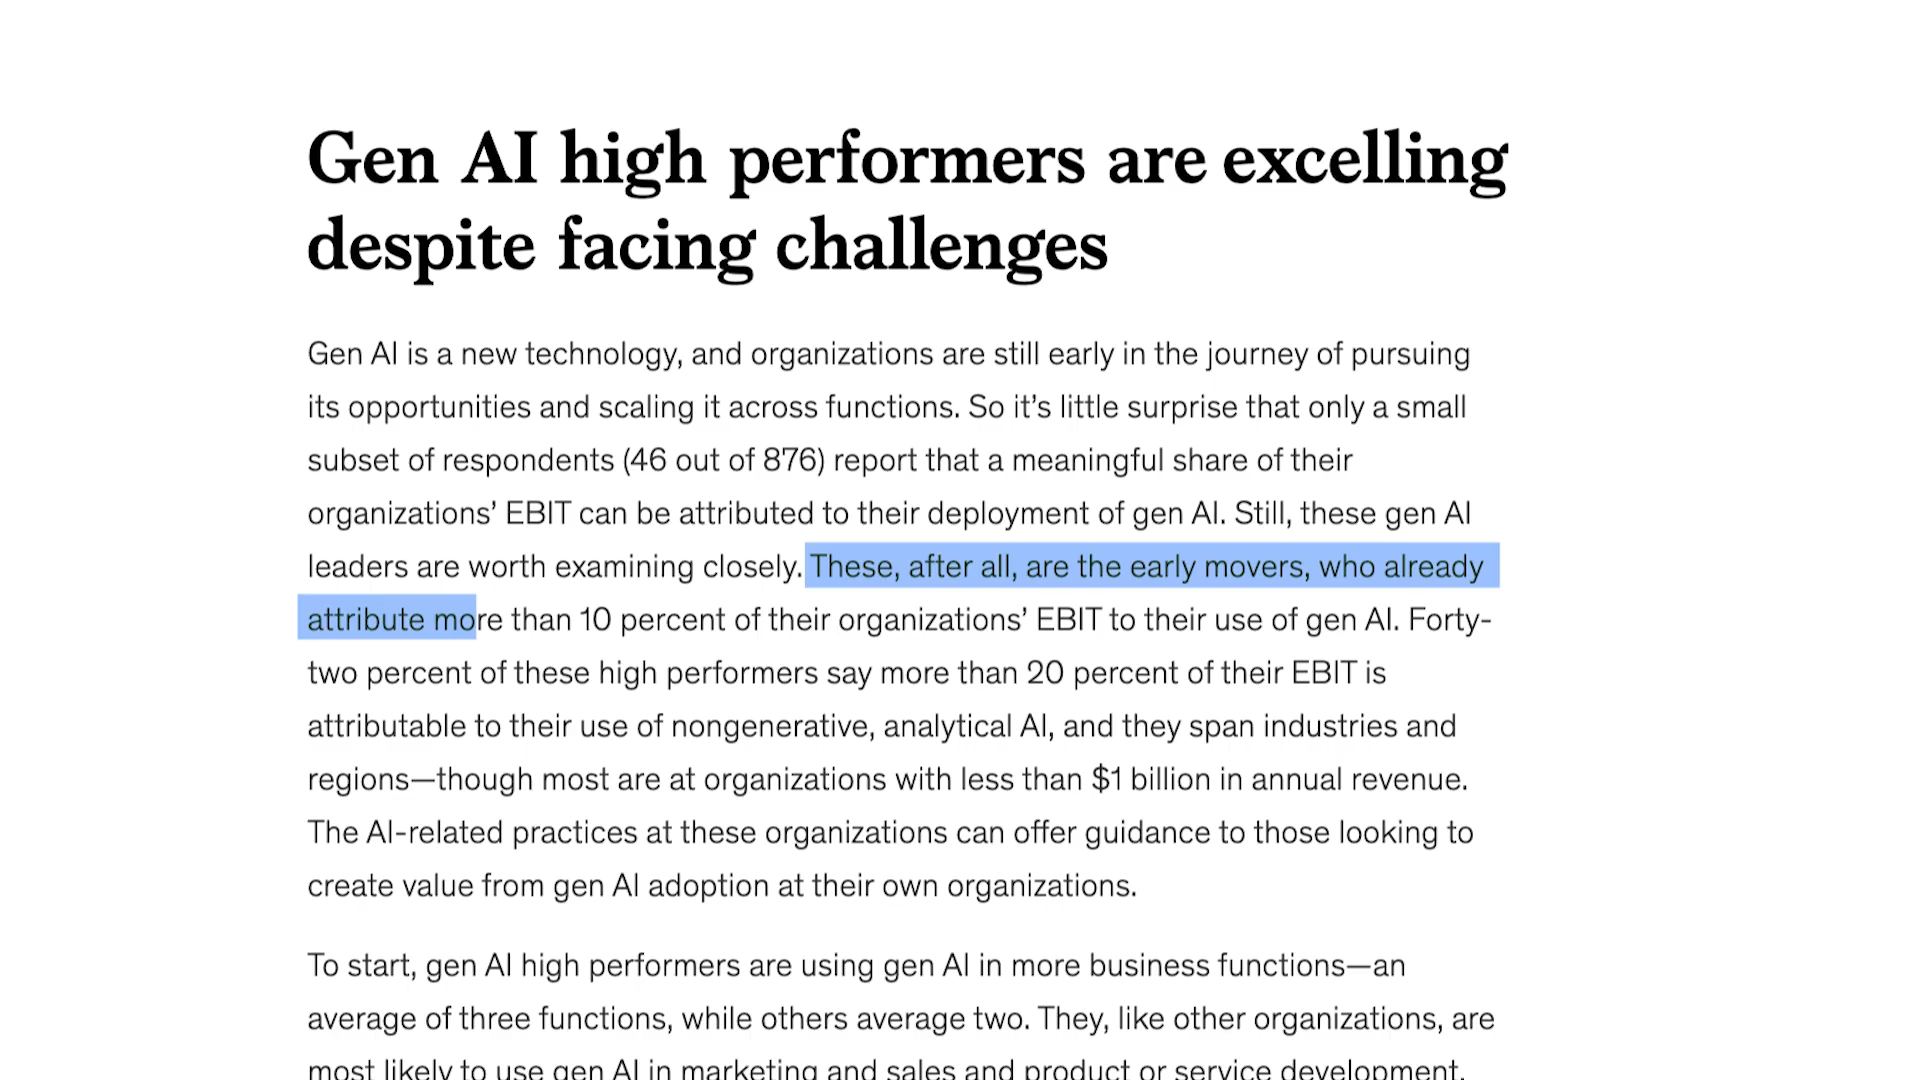 Gen AI high performers are excelling
despite facing challenges
Gen AI is a new technology, and organizations are still early in the journey of pursuing
its opportunities and scaling it across functions. So it’s little surprise that only a small
subset of respondents (46 out of 876) report that a meaningful share of their
organizations’ EBIT can be attributed to their deployment of gen AI. Still, these gen AI
leaders are worth examining closely. These, after all, are the early movers, who already
attribute more than 10 percent of their organizations’ EBIT to their use of gen AI. Forty-
two percent of these high performers say more than 20 percent of their EBIT is
attributable to their use of nongenerative, analytical AI, and they span industries and
regions—though most are at organizations with less than $1 billion in annual revenue.
The AI-related practices at these organizations can offer guidance to those looking to
create value from gen AI adoption at their own organizations.
To start, gen AI high performers are using gen AI in more business functions—an
average of three functions, while others average two. They, like other organizations, are
most likely to use gen AI in marketing and sales and product or service development,